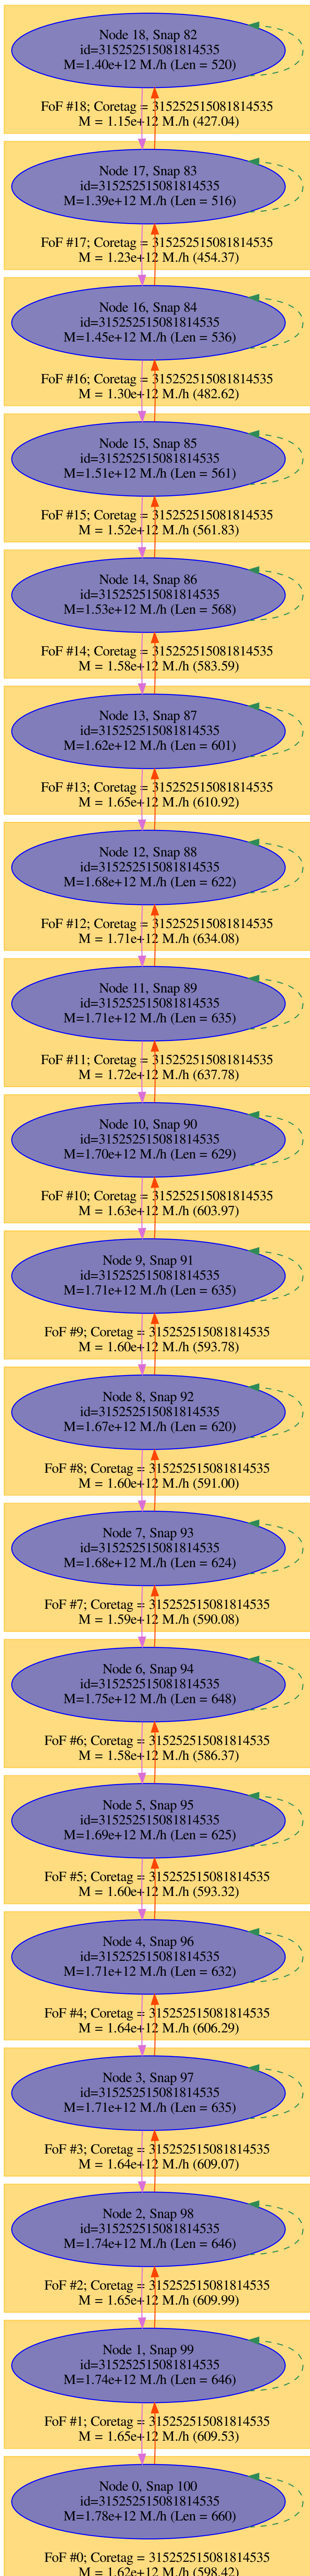 Node 18, Snap 82
id=315252515081814535
M=1.40e+12 M./h (Len = 520)
FoF #18; Coretag = 315252515081814535
M = 1.15e+12 M./h (427.04)
Node 17, Snap 83
id=315252515081814535
M=1.39e+12 M./h (Len = 516)
FoF #17; Coretag = 315252515081814535
M = 1.23e+12 M./h (454.37)
Node 16, Snap 84
id=315252515081814535
M=1.45e+12 M./h (Len = 536)
FoF #16; Coretag = 315252515081814535
M = 1.30e+12 M./h (482.62)
Node 15, Snap 85
id=315252515081814535
M=1.51e+12 M./h (Len = 561)
FoF #15; Coretag = 315252515081814535
M = 1.52e+12 M./h (561.83)
Node 14, Snap 86
id=315252515081814535
M=1.53e+12 M./h (Len = 568)
FoF #14; Coretag = 315252515081814535
M = 1.58e+12 M./h (583.59)
Node 13, Snap 87
id=315252515081814535
M=1.62e+12 M./h (Len = 601)
FoF #13; Coretag = 315252515081814535
M = 1.65e+12 M./h (610.92)
Node 12, Snap 88
id=315252515081814535
M=1.68e+12 M./h (Len = 622)
FoF #12; Coretag = 315252515081814535
M = 1.71e+12 M./h (634.08)
Node 11, Snap 89
id=315252515081814535
M=1.71e+12 M./h (Len = 635)
FoF #11; Coretag = 315252515081814535
M = 1.72e+12 M./h (637.78)
Node 10, Snap 90
id=315252515081814535
M=1.70e+12 M./h (Len = 629)
FoF #10; Coretag = 315252515081814535
M = 1.63e+12 M./h (603.97)
Node 9, Snap 91
id=315252515081814535
M=1.71e+12 M./h (Len = 635)
FoF #9; Coretag = 315252515081814535
M = 1.60e+12 M./h (593.78)
Node 8, Snap 92
id=315252515081814535
M=1.67e+12 M./h (Len = 620)
FoF #8; Coretag = 315252515081814535
M = 1.60e+12 M./h (591.00)
Node 7, Snap 93
id=315252515081814535
M=1.68e+12 M./h (Len = 624)
FoF #7; Coretag = 315252515081814535
M = 1.59e+12 M./h (590.08)
Node 6, Snap 94
id=315252515081814535
M=1.75e+12 M./h (Len = 648)
FoF #6; Coretag = 315252515081814535
M = 1.58e+12 M./h (586.37)
Node 5, Snap 95
id=315252515081814535
M=1.69e+12 M./h (Len = 625)
FoF #5; Coretag = 315252515081814535
M = 1.60e+12 M./h (593.32)
Node 4, Snap 96
id=315252515081814535
M=1.71e+12 M./h (Len = 632)
FoF #4; Coretag = 315252515081814535
M = 1.64e+12 M./h (606.29)
Node 3, Snap 97
id=315252515081814535
M=1.71e+12 M./h (Len = 635)
FoF #3; Coretag = 315252515081814535
M = 1.64e+12 M./h (609.07)
Node 2, Snap 98
id=315252515081814535
M=1.74e+12 M./h (Len = 646)
FoF #2; Coretag = 315252515081814535
M = 1.65e+12 M./h (609.99)
Node 1, Snap 99
id=315252515081814535
M=1.74e+12 M./h (Len = 646)
FoF #1; Coretag = 315252515081814535
M = 1.65e+12 M./h (609.53)
Node 0, Snap 100
id=315252515081814535
M=1.78e+12 M./h (Len = 660)
FoF #0; Coretag = 315252515081814535
M = 1.62e+12 M./h (598.42)